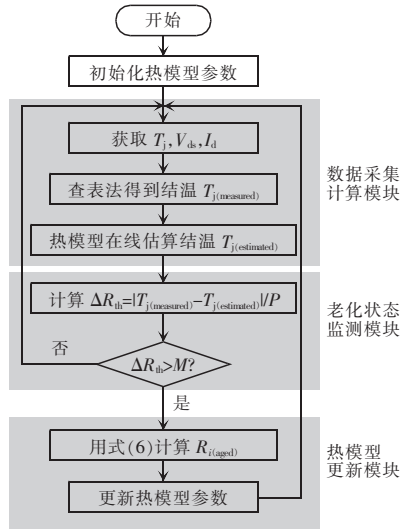 开始
初始化热模型参数
获取 Tj,Vds,Id
查表法得到结温 Tj(measured)
热模型在线估算结温 Tj(estimated)
数据采集
计算模块
计算 ΔRth=|Tj(measured)−Tj(estimated)|/P
老化状态
监测模块
否
ΔRth>M?
是
用式(6)计算 Ri(aged)
更新热模型参数
热模型
更新模块